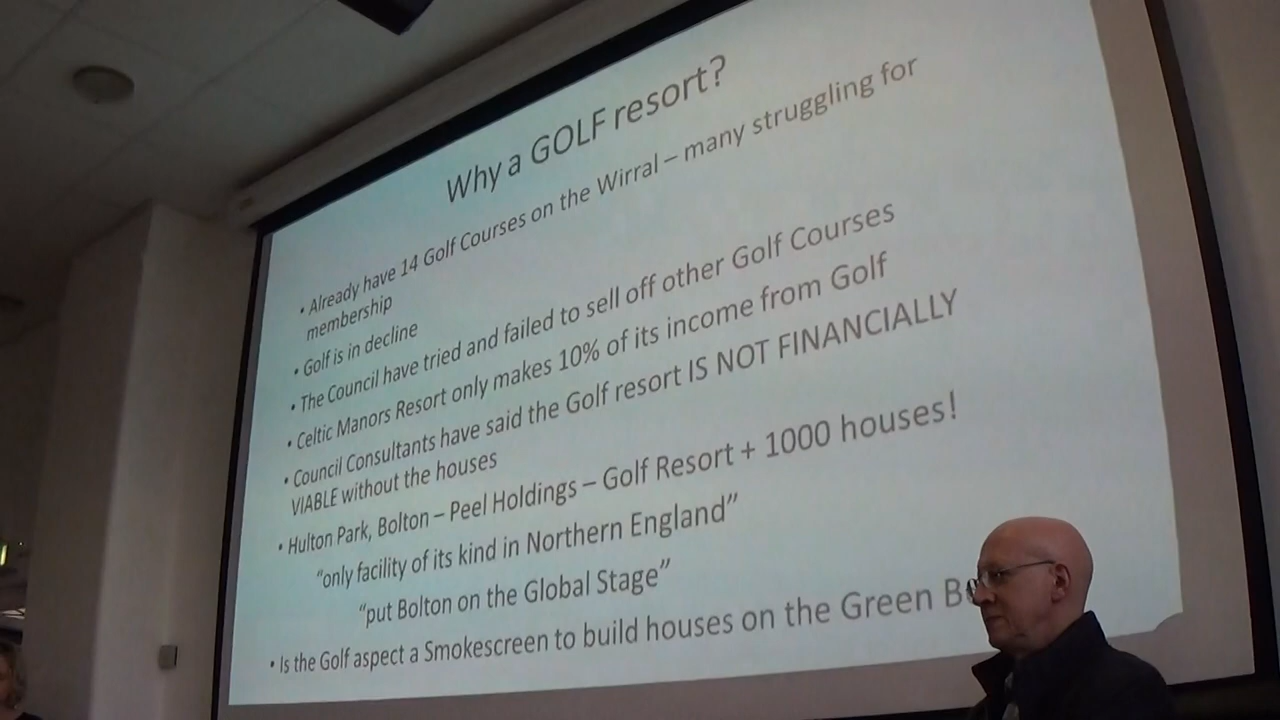 Why a GOLF resort?
• Already have 14 Golf Courses on the Wirral – many struggling for
membership
• Golf is in decline
• The Council have tried and failed to sell off other Golf Courses
• Celtic Manors Resort only makes 10% of its income from Golf
• Council Consultants have said the Golf resort IS NOT FINANCIALLY
VIABLE without the houses
• Hulton Park, Bolton – Peel Holdings – Golf Resort + 1000 houses!
“only facility of its kind in Northern England”
“put Bolton on the Global Stage”
• Is the Golf aspect a Smokescreen to build houses on the Green